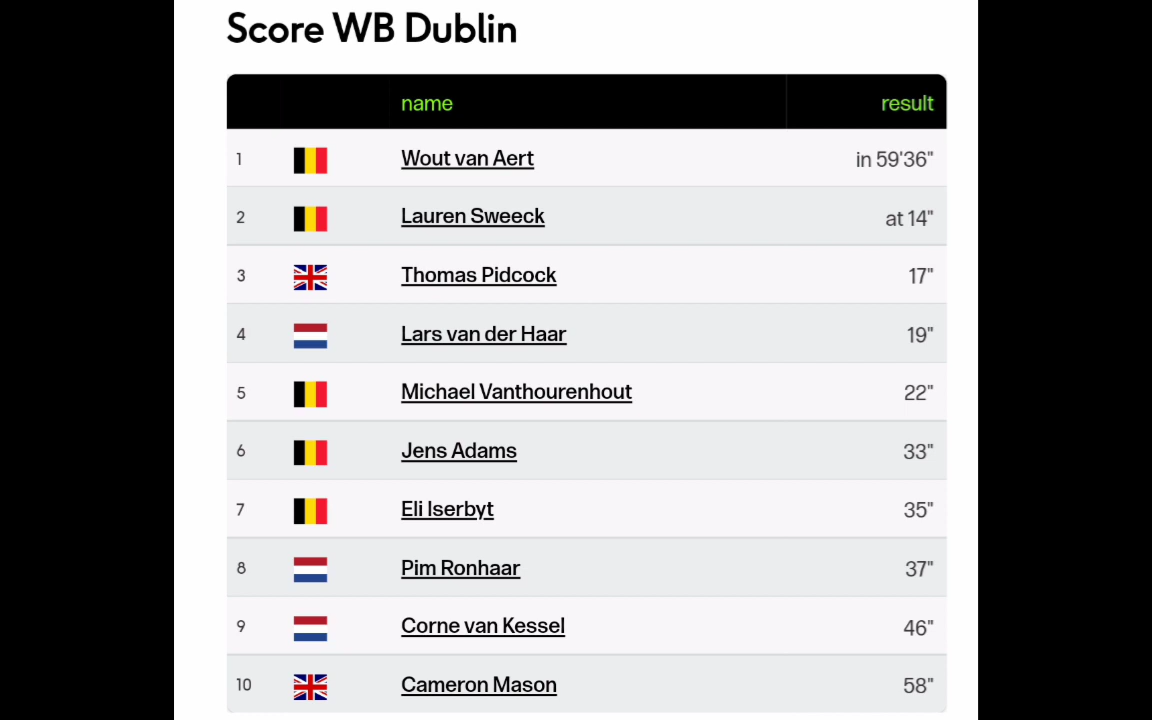 Score WB Dublin
name result
1 Wout van Aert in 59'36"
2 Lauren Sweeck at 14"
3 Thomas Pidcock 17"
4 Lars van der Haar 19"
5 Michael Vanthourenhout 22"
6 Jens Adams 33"
7 Eli Iserbyt 35"
8 Pim Ronhaar 37"
9 Corne van Kessel 46"
10 Cameron Mason 58"